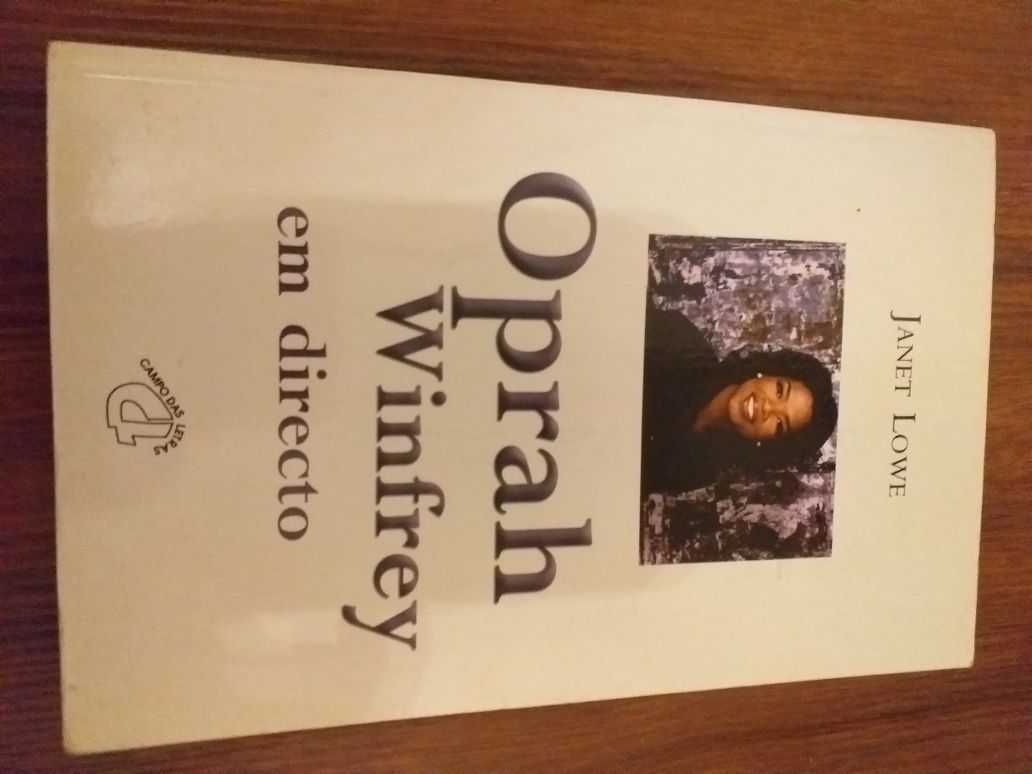 JANET LOWE
Oprah
Winfrey
em directo
CAMPO DAS LETRAS